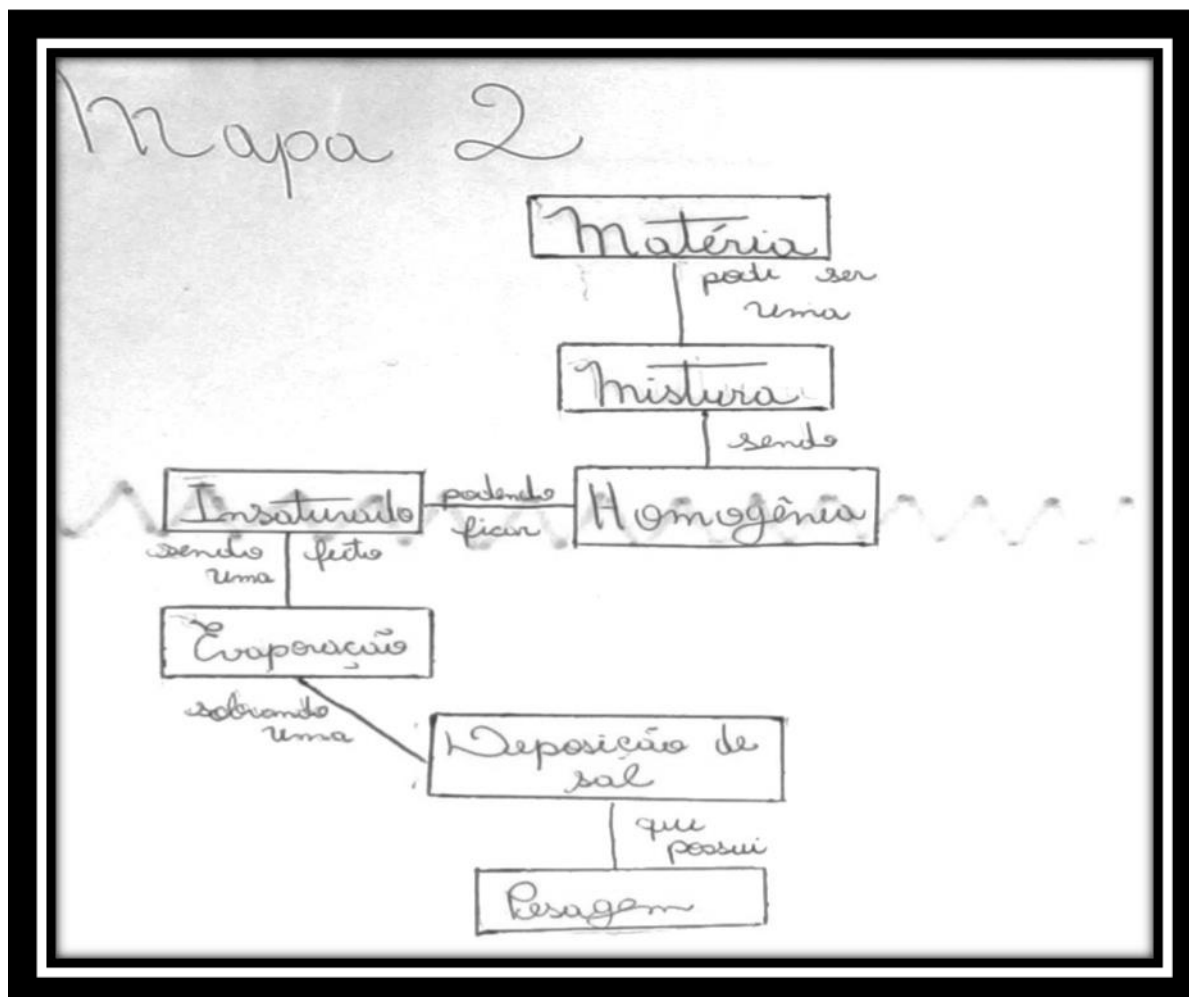 Mapa 2
Matéria
pode ser
uma
Mistura
sendo
Homogênia
podendo
ficar
Insaturado
sendo feito
uma
Evaporação
sobrando
uma
Deposição de
sal
que
possui
Pesagem